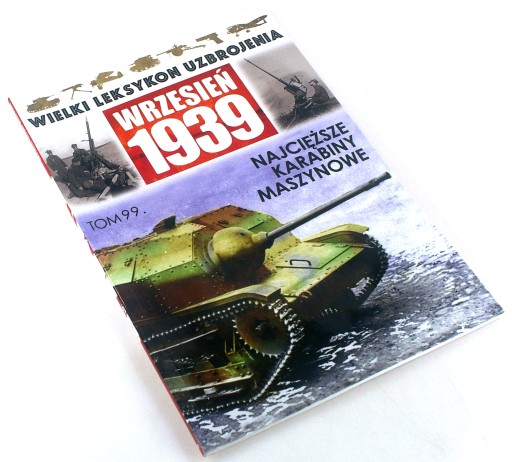 WIELKI LEKSYKON UZBROJENIA
WRZESIEŃ
1939
NAJCIĘŻSZE
KARABINY
MASZYNOWE
TOM 99.